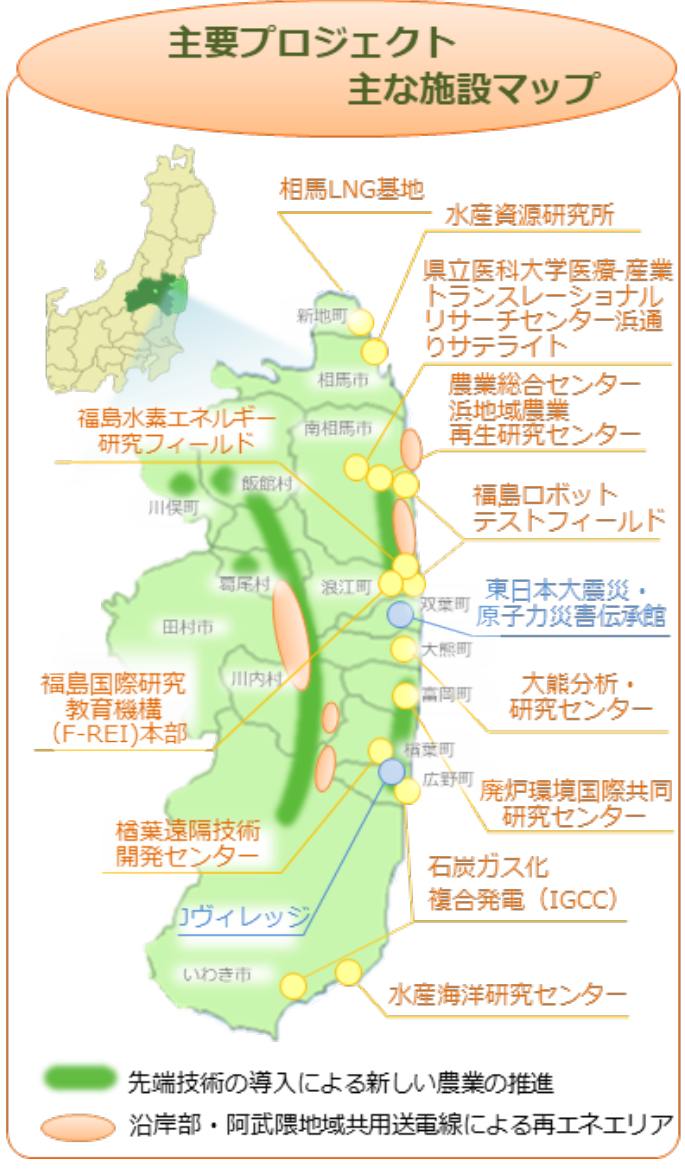 主要プロジェクト
主な施設マップ
相馬LNG基地
水産資源研究所
県立医科大学医療-産業
トランスレーショナル
リサーチセンター浜通
りサテライト
新地町
相馬市
農業総合センター
浜地域農業
再生研究センター
福島水素エネルギー
研究フィールド
南相馬市
飯館村
川俣町
福島ロボット
テストフィールド
葛尾村
浪江町
双葉町
東日本大震災・
原子力災害伝承館
田村市
大熊町
川内村
福島国際研究
教育機構
（F-REI)本部
富岡町
大熊分析・
研究センター
楢葉町
広野町
廃炉環境国際共同
研究センター
楢葉遠隔技術
開発センター
石炭ガス化
複合発電（IGCC）
Jヴィレッジ
いわき市
水産海洋研究センター
先端技術の導入による新しい農業の推進
沿岸部・阿武隈地域共用送電線による再エネエリア